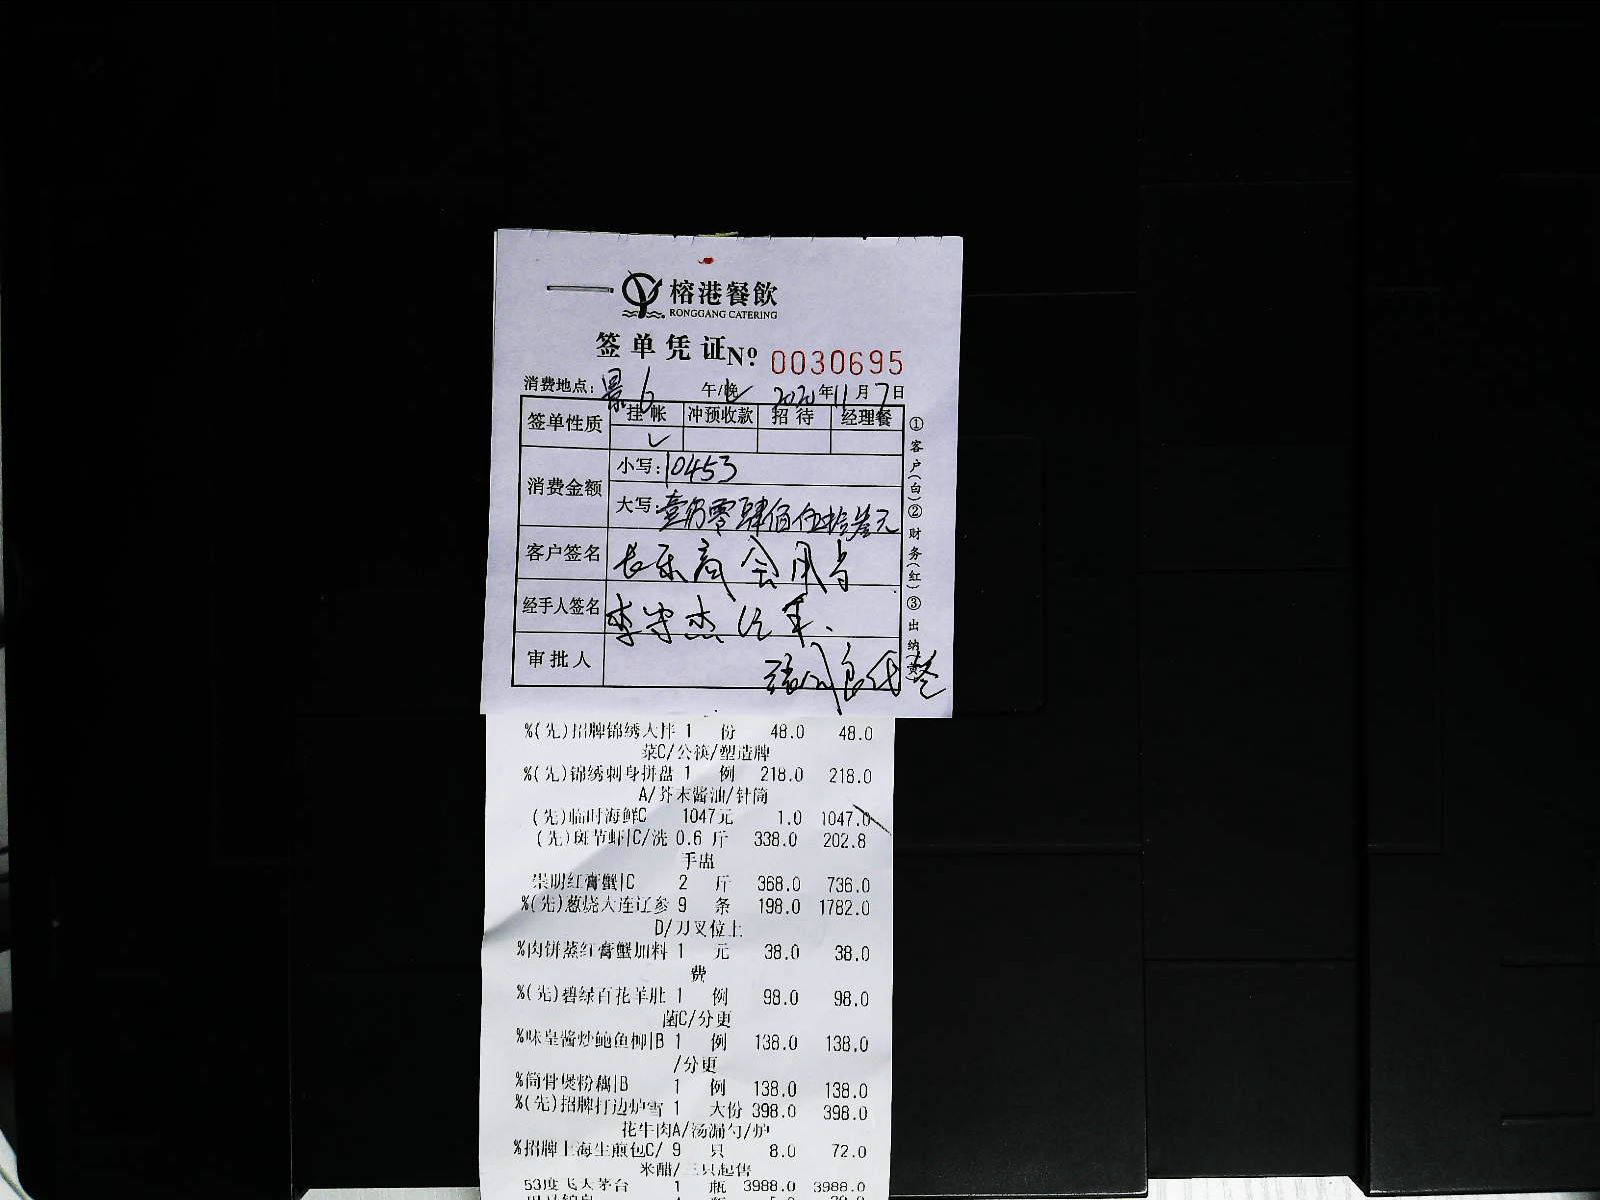 榕港餐飲
RONGGANG CATERING
签单凭证 Nº 0030695
消费地点: 景6 午/晚 2020年11月7日
签单性质 挂帐 冲预收款 招待 经理餐
✓
消费金额 小写: 10453
大写: 壹万零肆佰伍拾叁元
客户签名 长乐商会用
经手人签名 李守杰
审批人
代签
①客户(白)②财务(红)③出纳(黄)
%(先)招牌锦绣大拌 1 份 48.0 48.0
菜C/公筷/塑造牌
%(先)锦绣刺身拼盘 1 例 218.0 218.0
A/芥末酱油/针筒
(先)临时海鲜C 1047元 1.0 1047.0
(先)斑节虾|C/洗 0.6 斤 338.0 202.8
手盅
崇明红膏蟹|C 2 斤 368.0 736.0
%(先)葱烧大连辽参 9 条 198.0 1782.0
D/刀叉位上
%肉饼蒸红膏蟹加料 1 元 38.0 38.0
费
%(先)碧绿百花羊肚 1 例 98.0 98.0
菌C/分更
%味皇酱炒鲍鱼柳|B 1 例 138.0 138.0
/分更
%筒骨煲粉藕|B 1 例 138.0 138.0
%(先)招牌打边炉雪 1 大份 398.0 398.0
花牛肉A/汤漏勺/炉
%招牌上海生煎包C/ 9 只 8.0 72.0
米醋/三只起售
53度飞天茅台 1 瓶 3988.0 3988.0